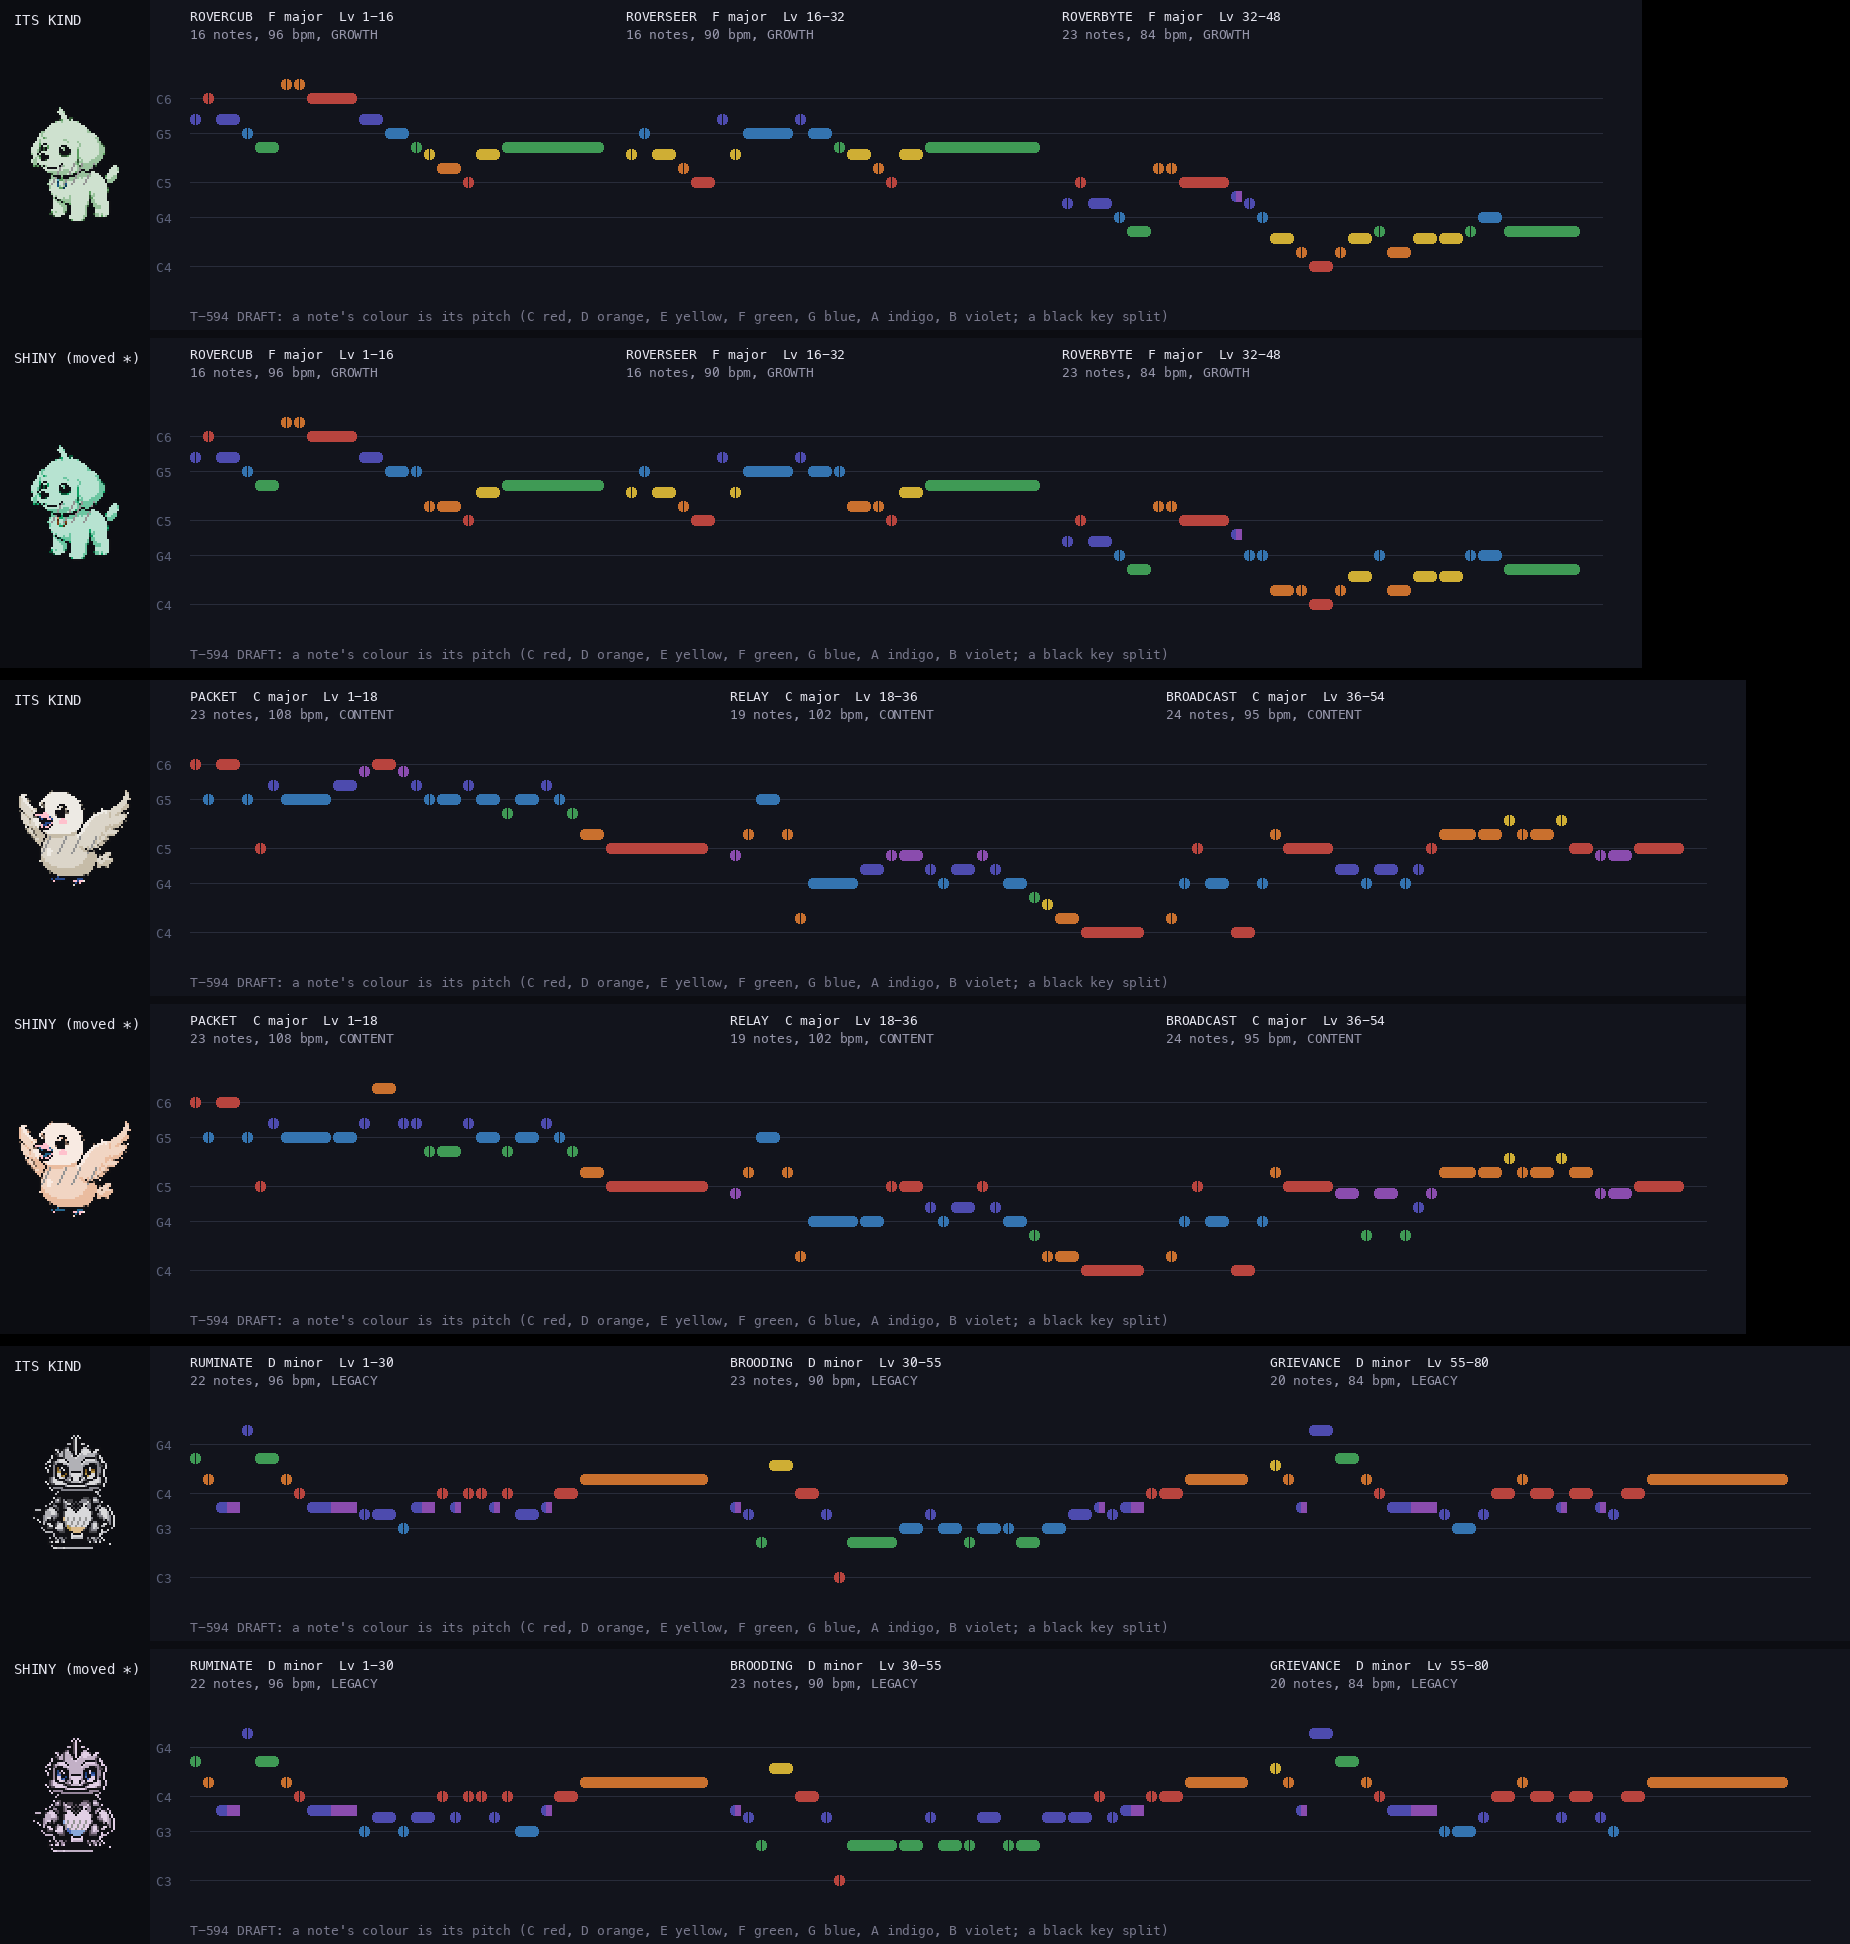 ITS KIND
ROVERCUB F major Lv 1−16
16 notes, 96 bpm, GROWTH
ROVERSEER F major Lv 16−32
16 notes, 90 bpm, GROWTH
ROVERBYTE F major Lv 32−48
23 notes, 84 bpm, GROWTH
C6
G5
C5
G4
C4
T−594 DRAFT: a note's colour is its pitch (C red, D orange, E yellow, F green, G blue, A indigo, B violet; a black key split)
SHINY (moved *)
ROVERCUB F major Lv 1−16
16 notes, 96 bpm, GROWTH
ROVERSEER F major Lv 16−32
16 notes, 90 bpm, GROWTH
ROVERBYTE F major Lv 32−48
23 notes, 84 bpm, GROWTH
C6
G5
C5
G4
C4
T−594 DRAFT: a note's colour is its pitch (C red, D orange, E yellow, F green, G blue, A indigo, B violet; a black key split)
ITS KIND
PACKET C major Lv 1−18
23 notes, 108 bpm, CONTENT
RELAY C major Lv 18−36
19 notes, 102 bpm, CONTENT
BROADCAST C major Lv 36−54
24 notes, 95 bpm, CONTENT
C6
G5
C5
G4
C4
T−594 DRAFT: a note's colour is its pitch (C red, D orange, E yellow, F green, G blue, A indigo, B violet; a black key split)
SHINY (moved *)
PACKET C major Lv 1−18
23 notes, 108 bpm, CONTENT
RELAY C major Lv 18−36
19 notes, 102 bpm, CONTENT
BROADCAST C major Lv 36−54
24 notes, 95 bpm, CONTENT
C6
G5
C5
G4
C4
T−594 DRAFT: a note's colour is its pitch (C red, D orange, E yellow, F green, G blue, A indigo, B violet; a black key split)
ITS KIND
RUMINATE D minor Lv 1−30
22 notes, 96 bpm, LEGACY
BROODING D minor Lv 30−55
23 notes, 90 bpm, LEGACY
GRIEVANCE D minor Lv 55−80
20 notes, 84 bpm, LEGACY
G4
C4
G3
C3
T−594 DRAFT: a note's colour is its pitch (C red, D orange, E yellow, F green, G blue, A indigo, B violet; a black key split)
SHINY (moved *)
RUMINATE D minor Lv 1−30
22 notes, 96 bpm, LEGACY
BROODING D minor Lv 30−55
23 notes, 90 bpm, LEGACY
GRIEVANCE D minor Lv 55−80
20 notes, 84 bpm, LEGACY
G4
C4
G3
C3
T−594 DRAFT: a note's colour is its pitch (C red, D orange, E yellow, F green, G blue, A indigo, B violet; a black key split)